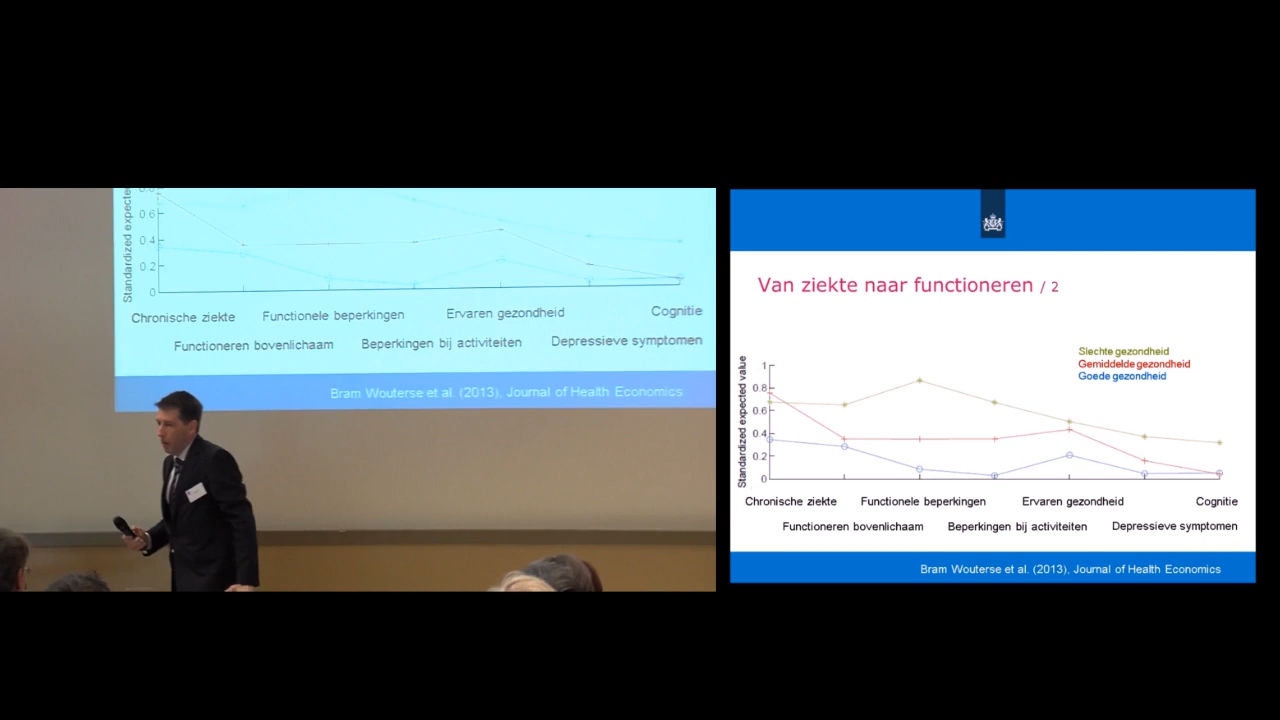 Standardized expected
0.8
0.6
0.4
0.2
0
Chronische ziekte Functionele beperkingen Ervaren gezondheid Cognitie
Functioneren bovenlichaam Beperkingen bij activiteiten Depressieve symptomen
Bram Wouterse et al. (2013), Journal of Health Economics
Van ziekte naar functioneren / 2
Slechte gezondheid
Gemiddelde gezondheid
Goede gezondheid
Standardized expected value
1
0.8
0.6
0.4
0.2
0
Chronische ziekte Functionele beperkingen Ervaren gezondheid Cognitie
Functioneren bovenlichaam Beperkingen bij activiteiten Depressieve symptomen
Bram Wouterse et al. (2013), Journal of Health Economics